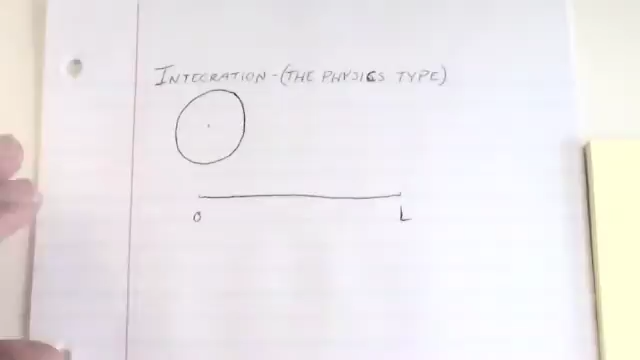 INTEGRATION - (THE PHYSICS TYPE)
0 L